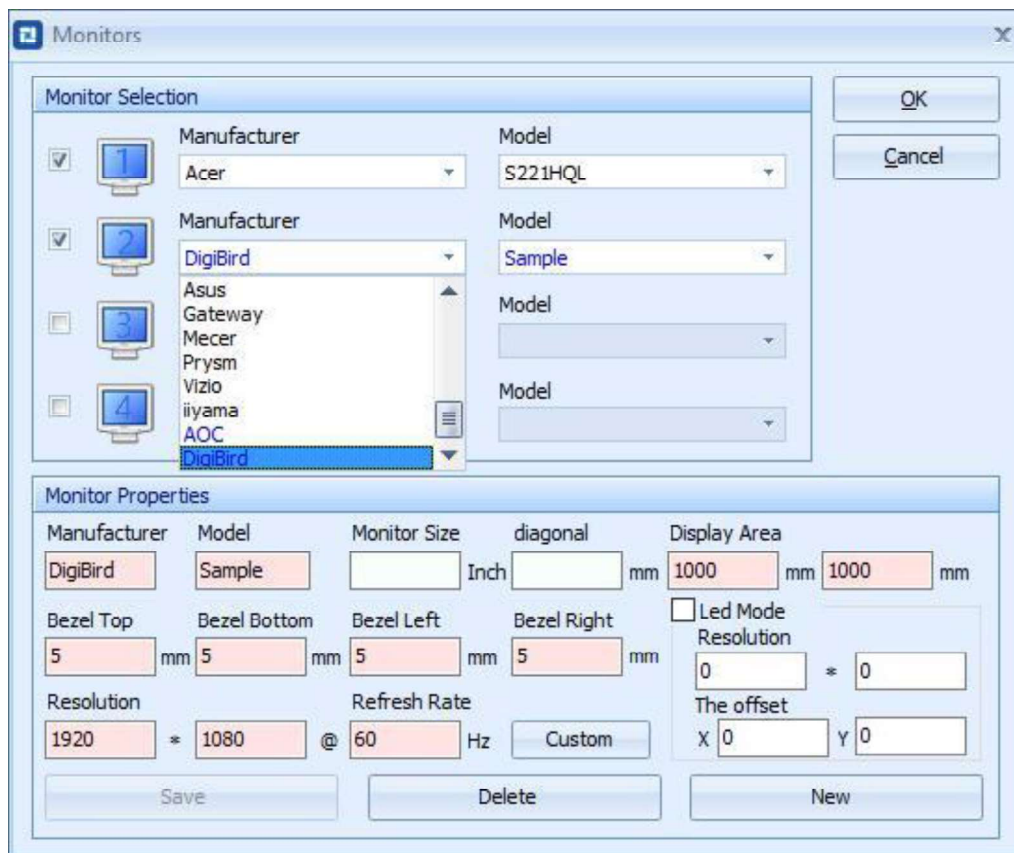 Monitors
Monitor Selection
OK
Cancel
1
Manufacturer Model
Acer S221HQL
2
Manufacturer Model
DigiBird Sample
Asus
Gateway
Mecer
Prysm
Vizio
iiyama
AOC
DigiBird
3
Model
4
Model
Monitor Properties
Manufacturer Model Monitor Size diagonal Display Area
DigiBird Sample Inch mm 1000 mm 1000 mm
Bezel Top Bezel Bottom Bezel Left Bezel Right
5 mm 5 mm 5 mm 5 mm
Led Mode
Resolution
0 * 0
The offset
X 0 Y 0
Resolution Refresh Rate
1920 * 1080 @ 60 Hz Custom
Save Delete New